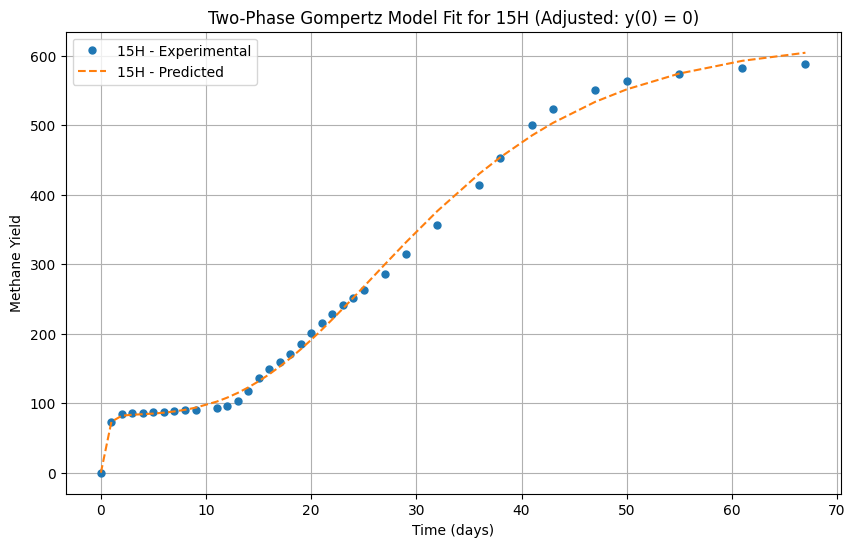 Two-Phase Gompertz Model Fit for 15H (Adjusted: y(0) = 0)
15H - Experimental
15H - Predicted
Methane Yield
600
500
400
300
200
100
0
0 10 20 30 40 50 60 70
Time (days)